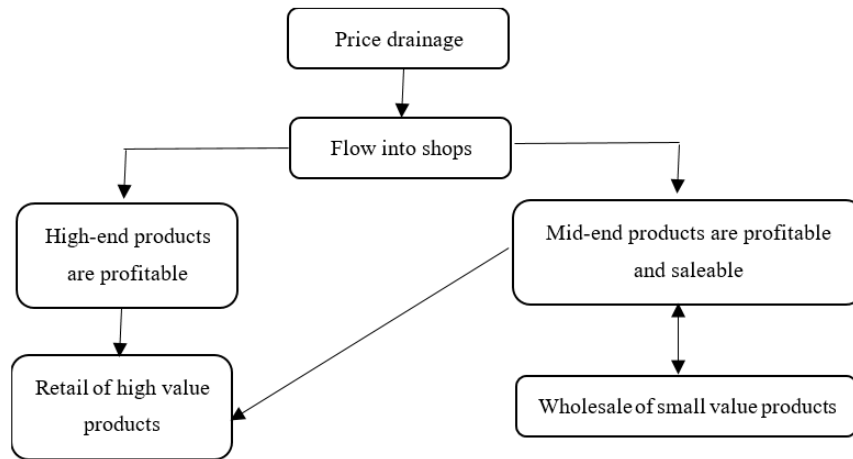 Price drainage
Flow into shops
High-end products
are profitable
Mid-end products are profitable
and saleable
Retail of high value
products
Wholesale of small value products